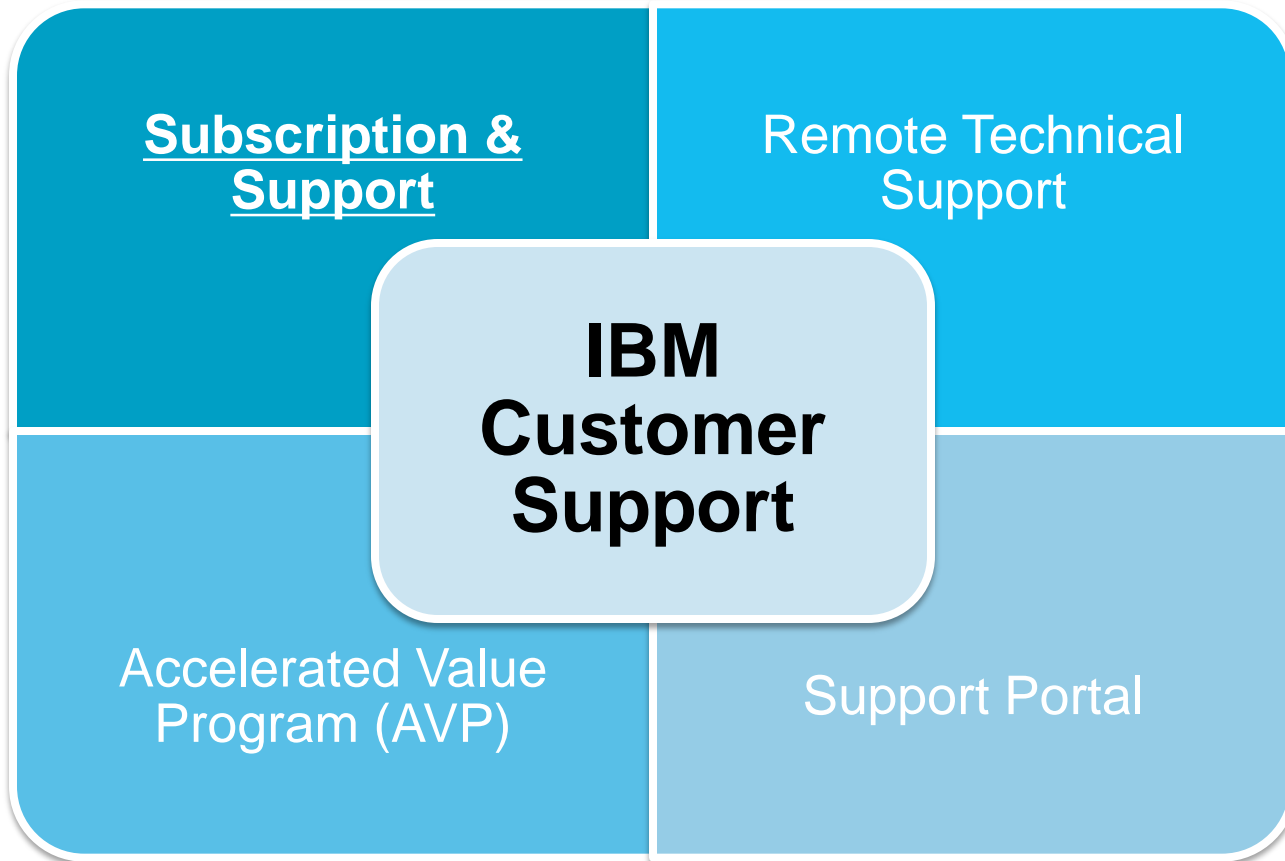 Subscription &
Support
Remote Technical
Support
IBM
Customer
Support
Accelerated Value
Program (AVP)
Support Portal